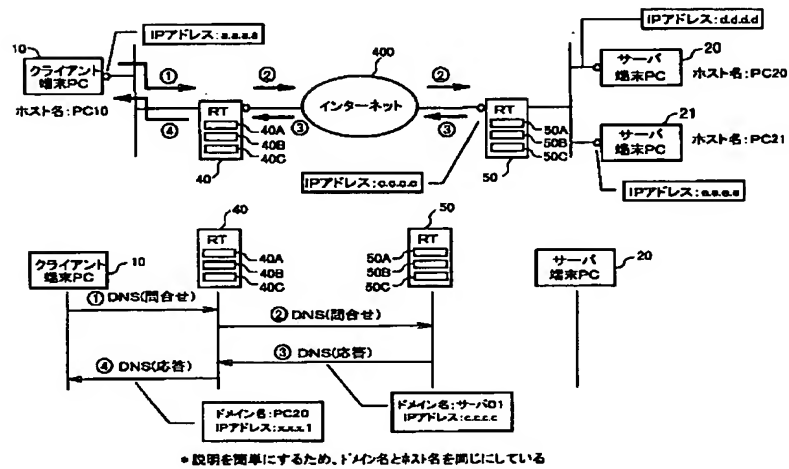 IPアドレス:a.a.a.a
10
クライアント
端末PC
ホスト名:PC10
①
②
④
③
RT
40A
40B
40C
40
400
インターネット
②
③
IPアドレス:c.c.c.c
RT
50A
50B
50C
50
IPアドレス:d.d.d.d
サーバ
端末PC
20
ホスト名:PC20
サーバ
端末PC
21
ホスト名:PC21
クライアント
端末PC
10
40
RT
40A
40B
40C
50
RT
50A
50B
50C
サーバ
端末PC
20
① DNS(問合せ)
② DNS(問合せ)
③ DNS(応答)
④ DNS(応答)
ドメイン名:PC20
IPアドレス:x.x.x.1
ドメイン名:サーバ01
IPアドレス:c.c.c.c
*説明を簡単にするため、ドメイン名とホスト名を同じにしている